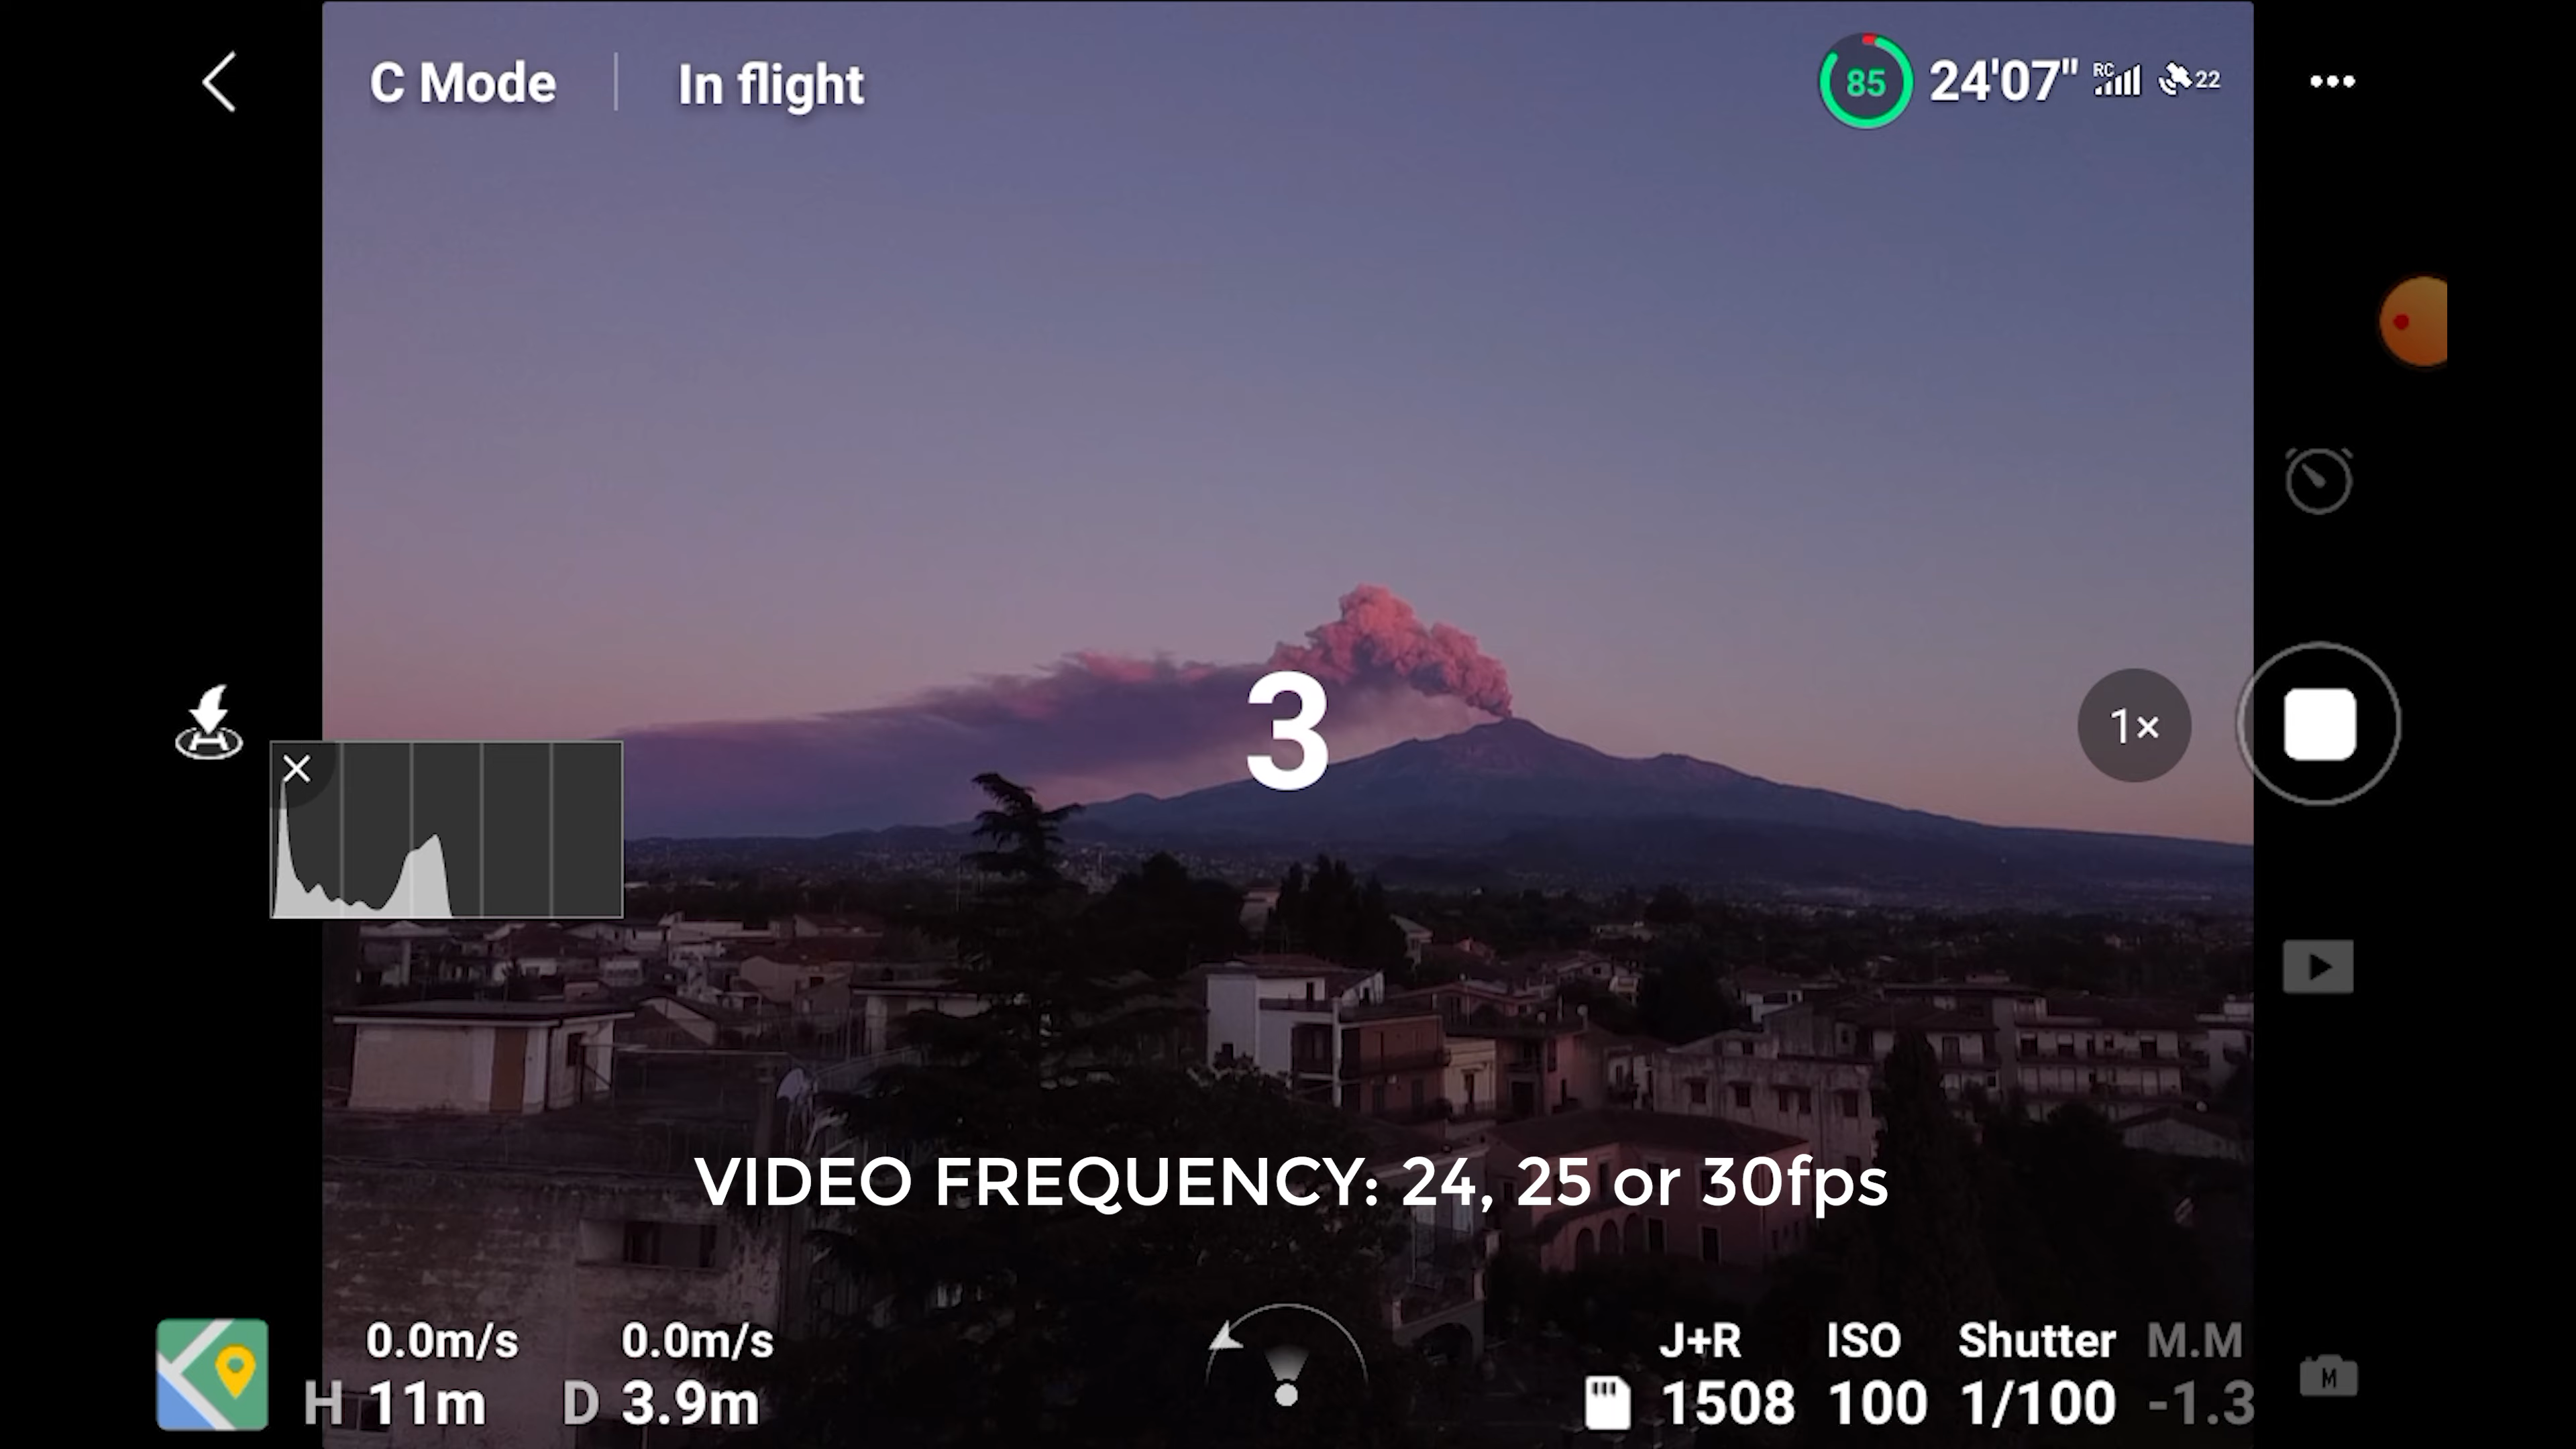 C Mode
In flight
85
24'07"
RC
22
3
1×
VIDEO FREQUENCY: 24, 25 or 30fps
0.0m/s
0.0m/s
H 11m
D 3.9m
J+R
ISO
Shutter
M.M
1508
100
1/100
-1.3
M